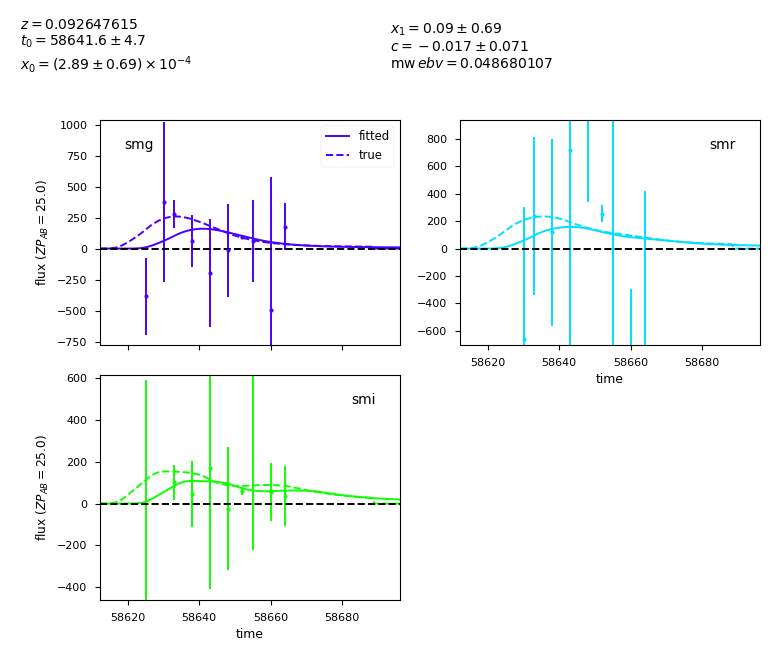 z = 0.092647615
t₀ = 58641.6 ± 4.7
x₀ = (2.89 ± 0.69) × 10⁻⁴
x₁ = 0.09 ± 0.69
c = −0.017 ± 0.071
mw ebv = 0.048680107
1000
750
500
250
0
−250
−500
−750
flux (ZP_AB = 25.0)
smg
fitted
true
800
600
400
200
0
−200
−400
−600
smr
58620 58640 58660 58680
time
600
400
200
0
−200
−400
flux (ZP_AB = 25.0)
smi
58620 58640 58660 58680
time